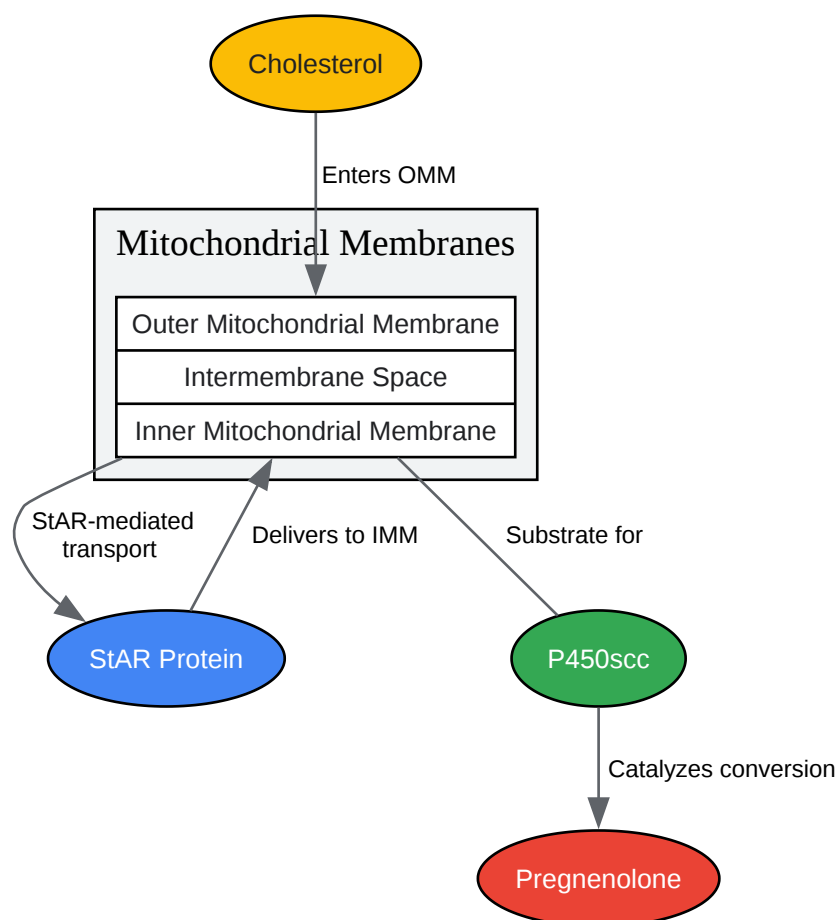 Cholesterol
Enters OMM
Mitochondrial Membranes
Outer Mitochondrial Membrane
Intermembrane Space
Inner Mitochondrial Membrane
StAR-mediated
transport
Delivers to IMM
Substrate for
StAR Protein
P450scc
Catalyzes conversion
Pregnenolone